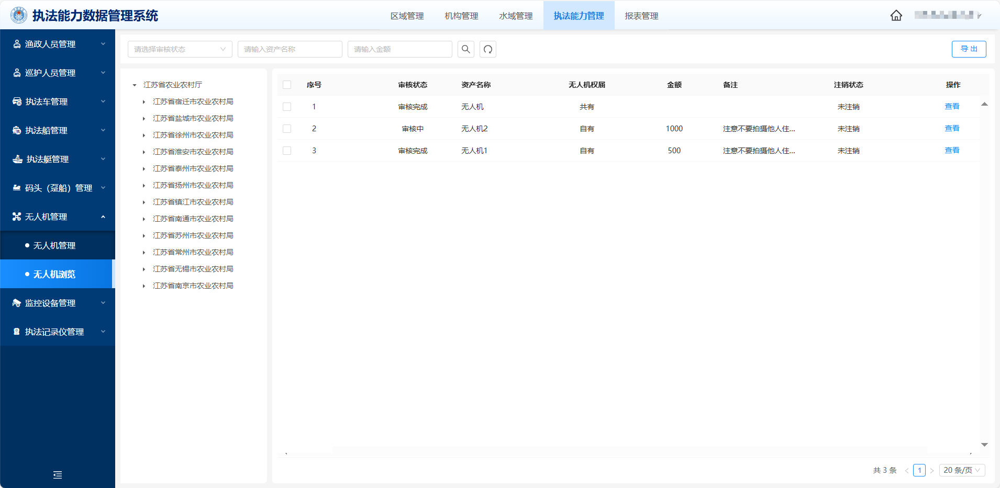 执法能力数据管理系统
区域管理 机构管理 水域管理 执法能力管理 报表管理
渔政人员管理
巡护人员管理
执法车管理
执法船管理
执法艇管理
码头（趸船）管理
无人机管理
无人机管理
无人机浏览
监控设备管理
执法记录仪管理
请选择审核状态 请输入资产名称 请输入金额 导 出
江苏省农业农村厅
江苏省宿迁市农业农村局
江苏省盐城市农业农村局
江苏省徐州市农业农村局
江苏省淮安市农业农村局
江苏省泰州市农业农村局
江苏省扬州市农业农村局
江苏省镇江市农业农村局
江苏省南通市农业农村局
江苏省苏州市农业农村局
江苏省常州市农业农村局
江苏省无锡市农业农村局
江苏省南京市农业农村局
序号 审核状态 资产名称 无人机权届 金额 备注 注销状态 操作
1 审核完成 无人机 共有 未注销 查看
2 审核中 无人机2 自有 1000 注意不要拍摄他人住... 未注销 查看
3 审核完成 无人机1 自有 500 注意不要拍摄他人住... 未注销 查看
共 3 条 < 1 > 20 条/页